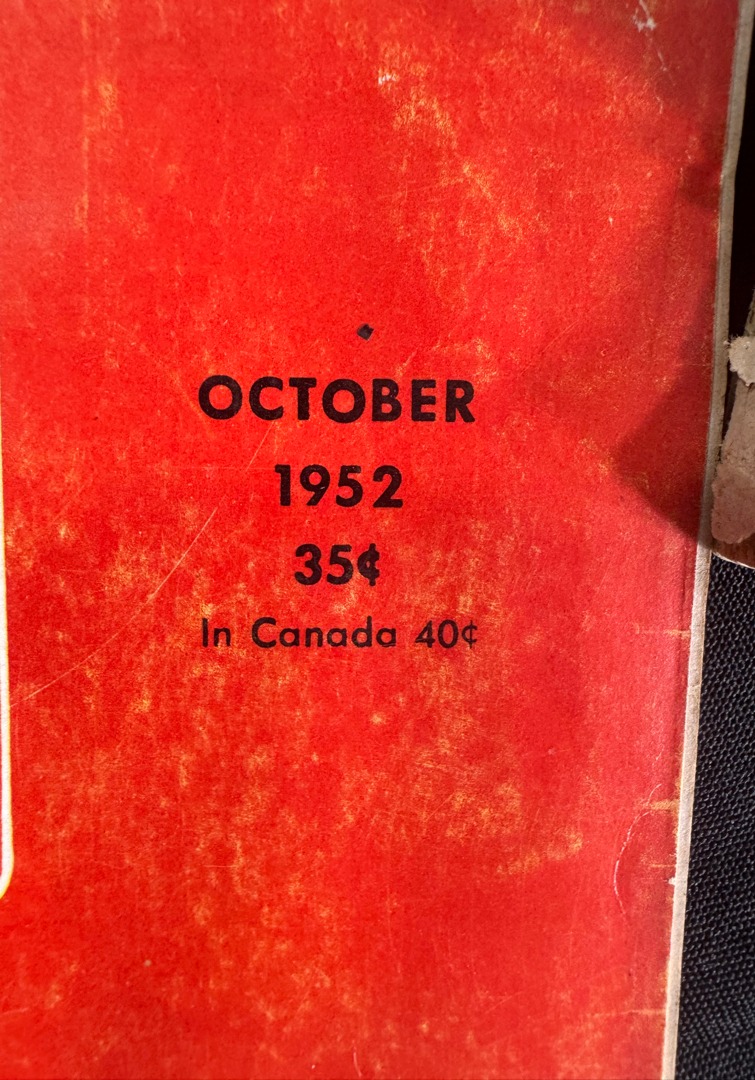 OCTOBER
1952
35¢
In Canada 40¢